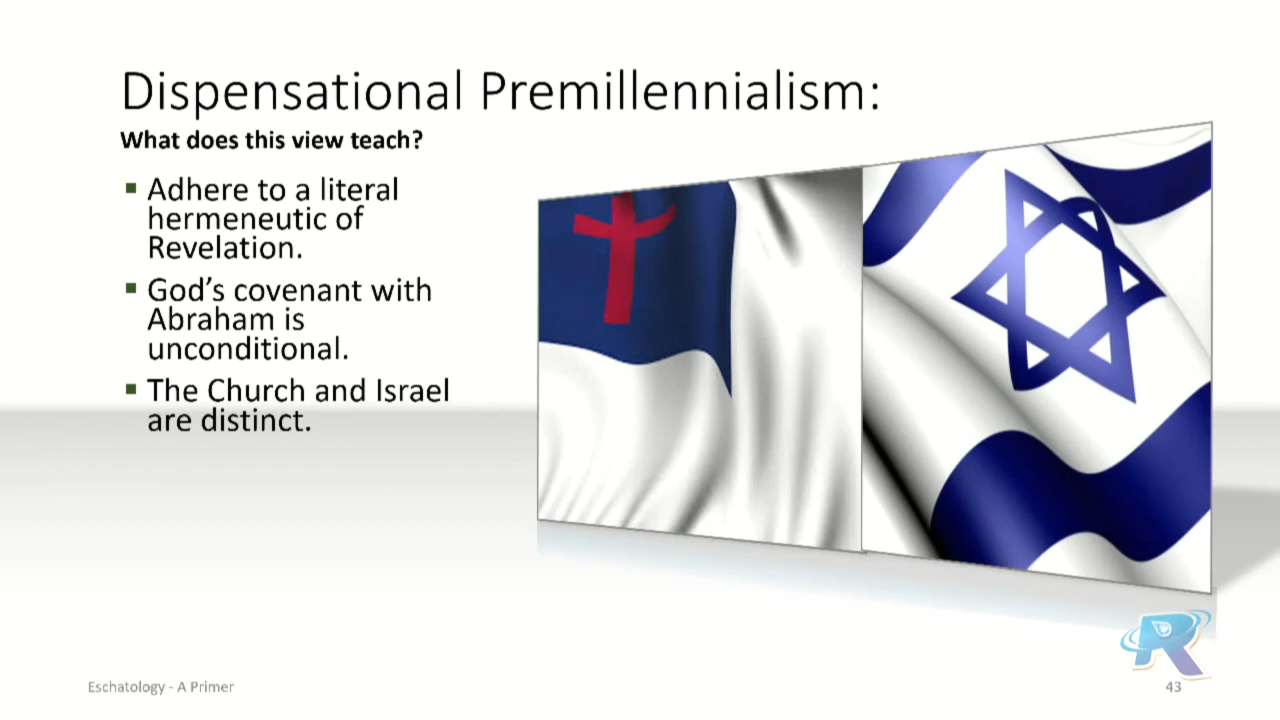 Dispensational Premillennialism:
What does this view teach?
▪ Adhere to a literal
hermeneutic of
Revelation.
▪ God’s covenant with
Abraham is
unconditional.
▪ The Church and Israel
are distinct.
R
Eschatology - A Primer
43